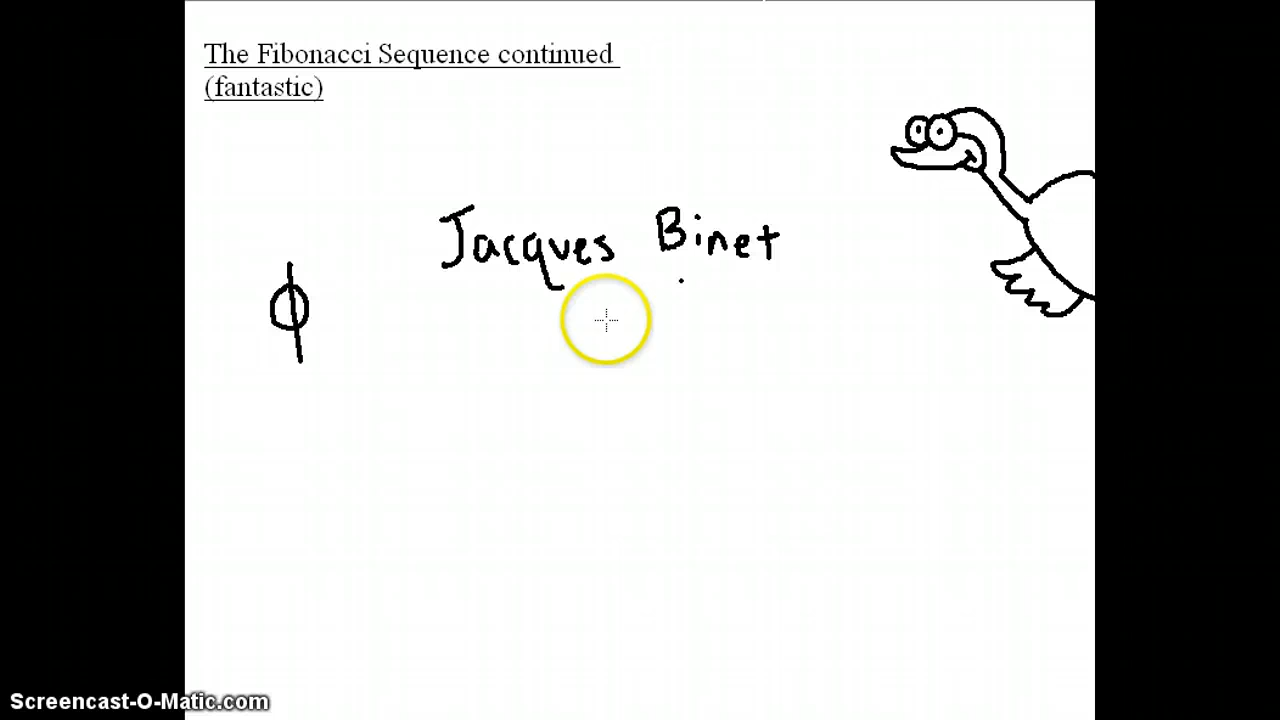 The Fibonacci Sequence continued
(fantastic)
Jacques Binet
ϕ
Screencast-O-Matic.com